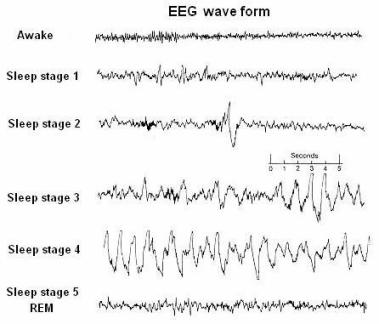 EEG wave form
Awake
Sleep stage 1
Sleep stage 2
Seconds
0 1 2 3 4 5
Sleep stage 3
Sleep stage 4
Sleep stage 5
REM